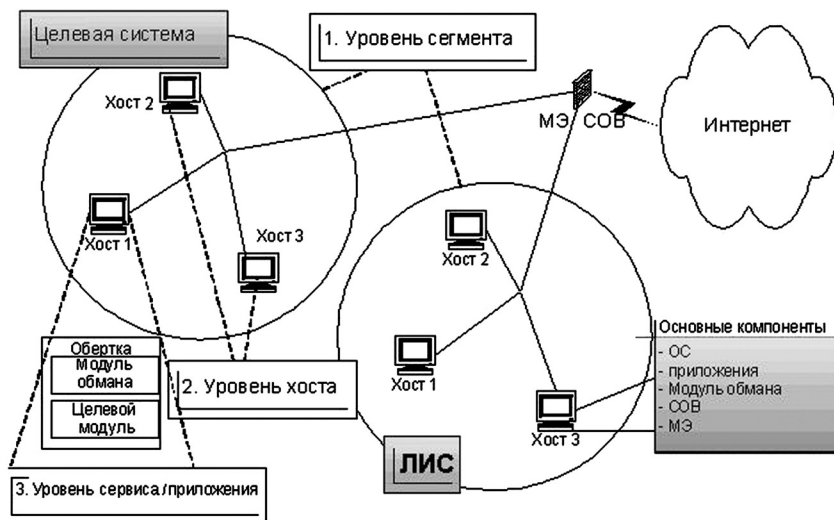 Целевая система
1. Уровень сегмента
Хост 2
МЭ СОВ
Интернет
Хост 1
Хост 3
Хост 2
Обертка
Модуль обмана
Целевой модуль
2. Уровень хоста
Хост 1
Хост 3
Основные компоненты
- ОС
- приложения
- Модуль обмана
- СОВ
- МЭ
ЛИС
3. Уровень сервиса/приложения